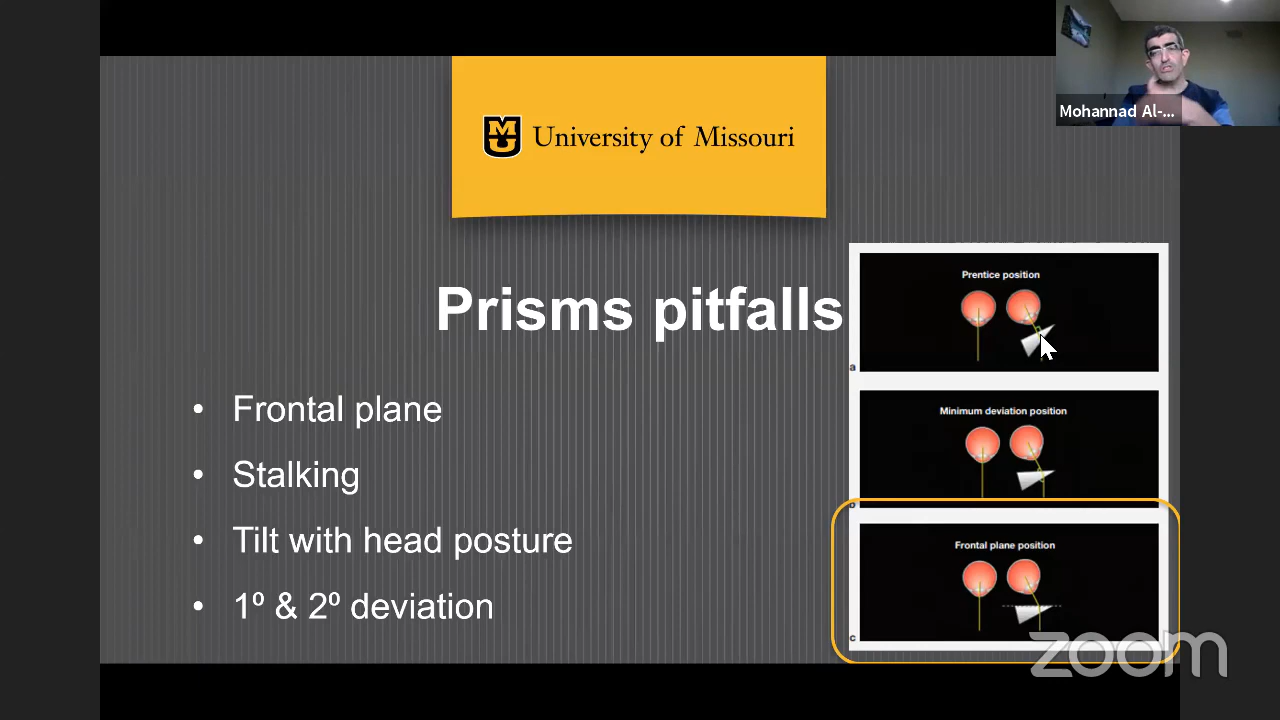 Mohannad Al-...
MU
University of Missouri
Prisms pitfalls
• Frontal plane
• Stalking
• Tilt with head posture
• 1º & 2º deviation
Prentice position
a
Minimum deviation position
Frontal plane position
c
zoom